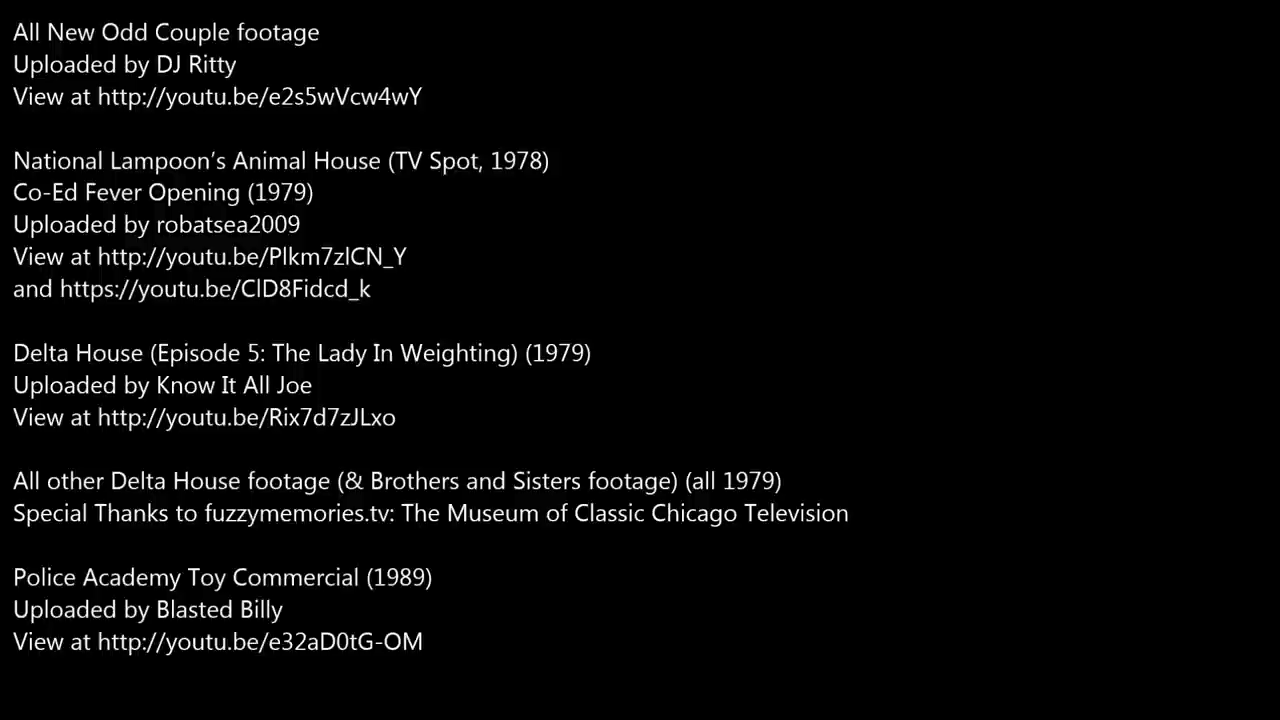 All New Odd Couple footage
Uploaded by DJ Ritty
View at http://youtu.be/e2s5wVcw4wY
National Lampoon's Animal House (TV Spot, 1978)
Co-Ed Fever Opening (1979)
Uploaded by robatsea2009
View at http://youtu.be/Plkm7zlCN_Y
and https://youtu.be/ClD8Fidcd_k
Delta House (Episode 5: The Lady In Weighting) (1979)
Uploaded by Know It All Joe
View at http://youtu.be/Rix7d7zJLxo
All other Delta House footage (& Brothers and Sisters footage) (all 1979)
Special Thanks to fuzzymemories.tv: The Museum of Classic Chicago Television
Police Academy Toy Commercial (1989)
Uploaded by Blasted Billy
View at http://youtu.be/e32aD0tG-OM